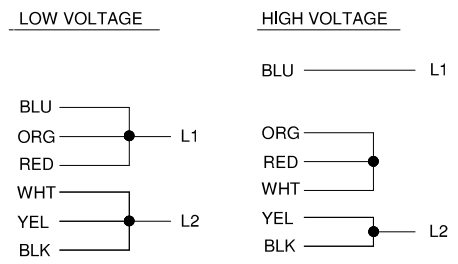 LOW VOLTAGE
BLU
ORG
RED
L1
WHT
YEL
BLK
L2
HIGH VOLTAGE
BLU
L1
ORG
RED
WHT
YEL
BLK
L2